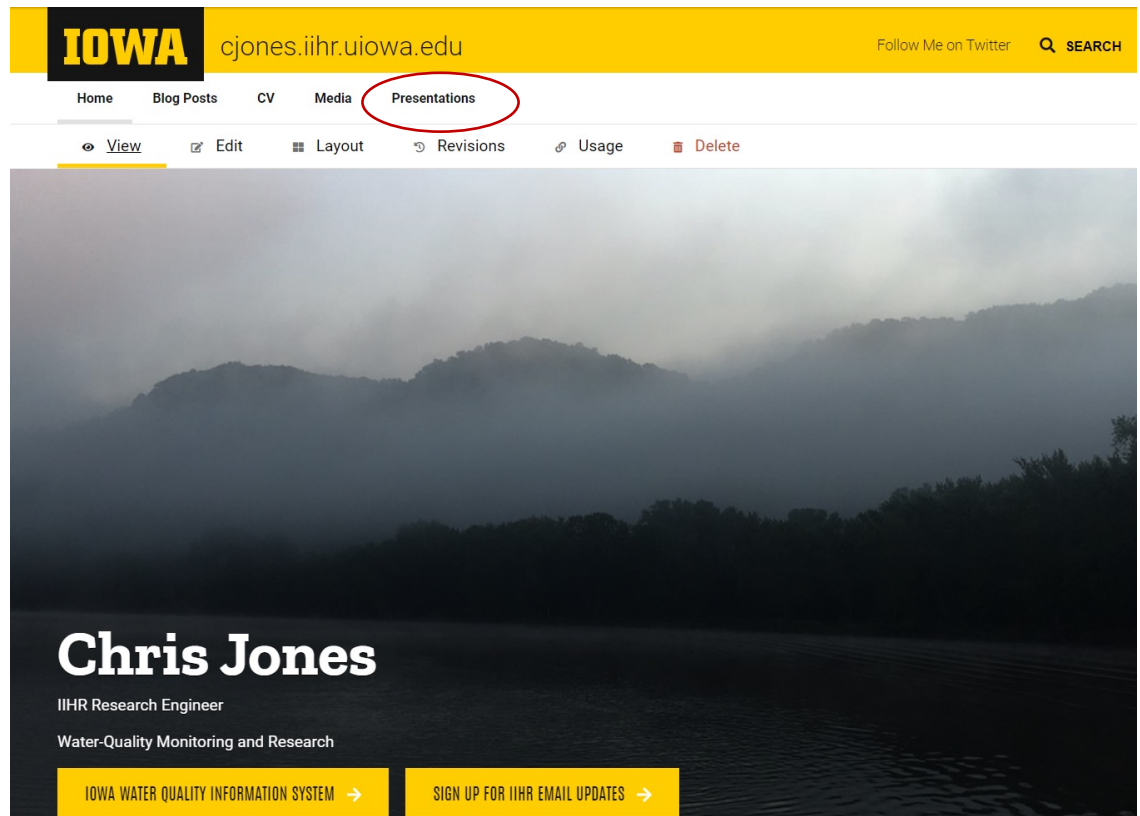 IOWA cjones.iihr.uiowa.edu Follow Me on Twitter SEARCH
Home Blog Posts CV Media Presentations
View Edit Layout Revisions Usage Delete
Chris Jones
IIHR Research Engineer
Water-Quality Monitoring and Research
IOWA WATER QUALITY INFORMATION SYSTEM → SIGN UP FOR IIHR EMAIL UPDATES →